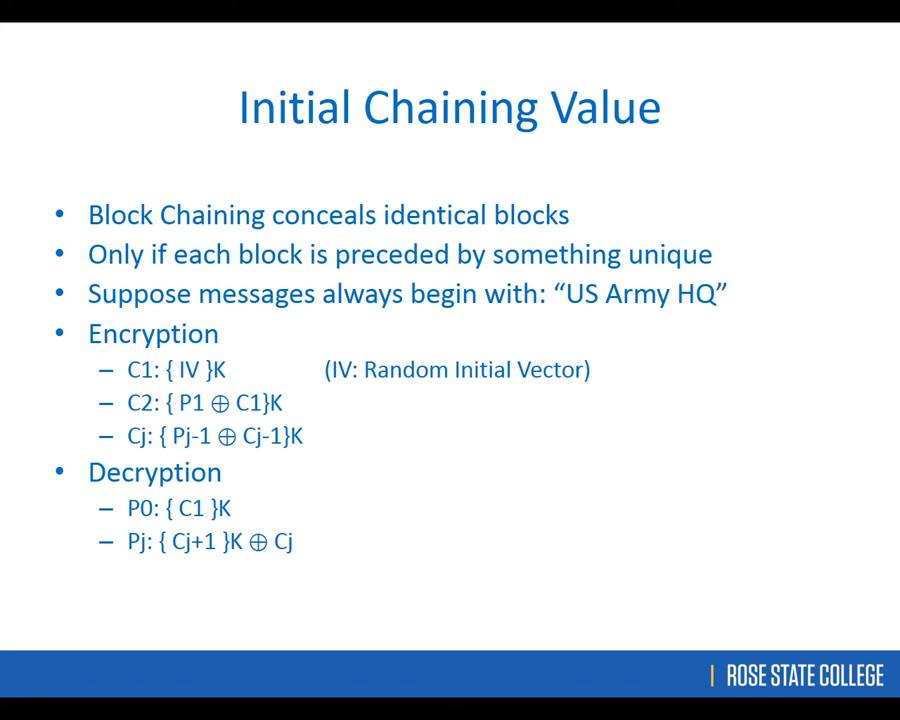 Initial Chaining Value
• Block Chaining conceals identical blocks
• Only if each block is preceded by something unique
• Suppose messages always begin with: “US Army HQ”
• Encryption
– C1: { IV }K (IV: Random Initial Vector)
– C2: { P1 ⊕ C1}K
– Cj: { Pj-1 ⊕ Cj-1}K
• Decryption
– P0: { C1 }K
– Pj: { Cj+1 }K ⊕ Cj
ROSE STATE COLLEGE